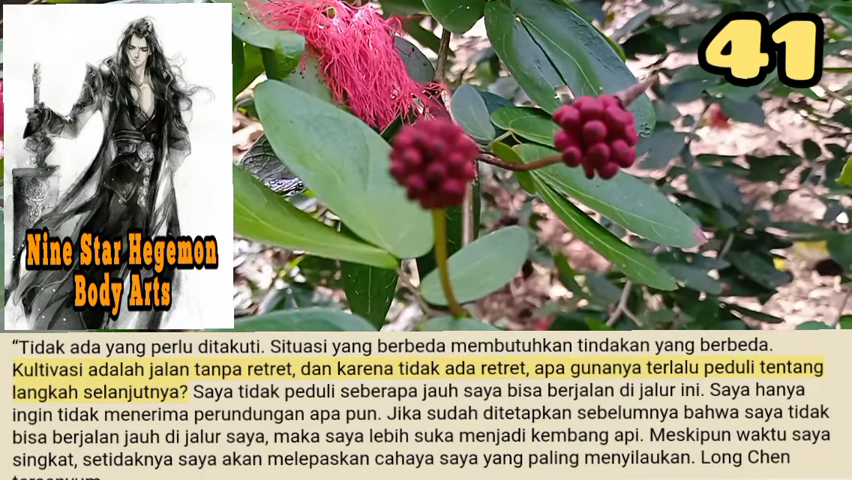 41
Nine Star Hegemon
Body Arts
“Tidak ada yang perlu ditakuti. Situasi yang berbeda membutuhkan tindakan yang berbeda.
Kultivasi adalah jalan tanpa retret, dan karena tidak ada retret, apa gunanya terlalu peduli tentang
langkah selanjutnya? Saya tidak peduli seberapa jauh saya bisa berjalan di jalur ini. Saya hanya
ingin tidak menerima perundungan apa pun. Jika sudah ditetapkan sebelumnya bahwa saya tidak
bisa berjalan jauh di jalur saya, maka saya lebih suka menjadi kembang api. Meskipun waktu saya
singkat, setidaknya saya akan melepaskan cahaya saya yang paling menyilaukan. Long Chen